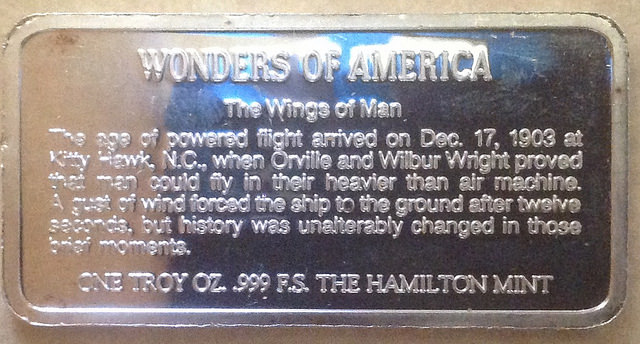 WONDERS OF AMERICA
The Wings of Man
The age of powered flight arrived on Dec. 17, 1903 at
Kitty Hawk, N.C., when Orville and Wilbur Wright proved
that man could fly in their heavier than air machine.
A gust of wind forced the ship to the ground after twelve
seconds, but history was unalterably changed in those
brief moments.
ONE TROY OZ. .999 F.S. THE HAMILTON MINT